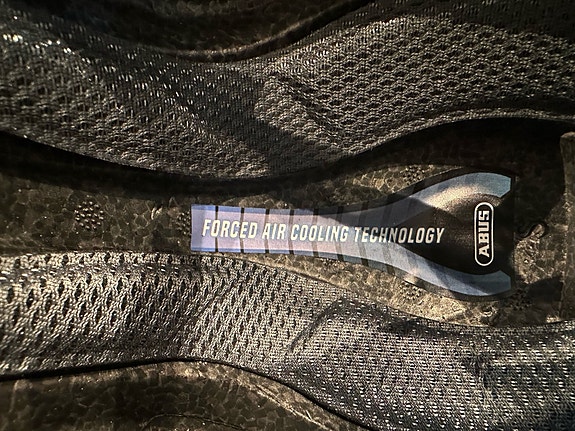 FORCED AIR COOLING TECHNOLOGY
ABUS